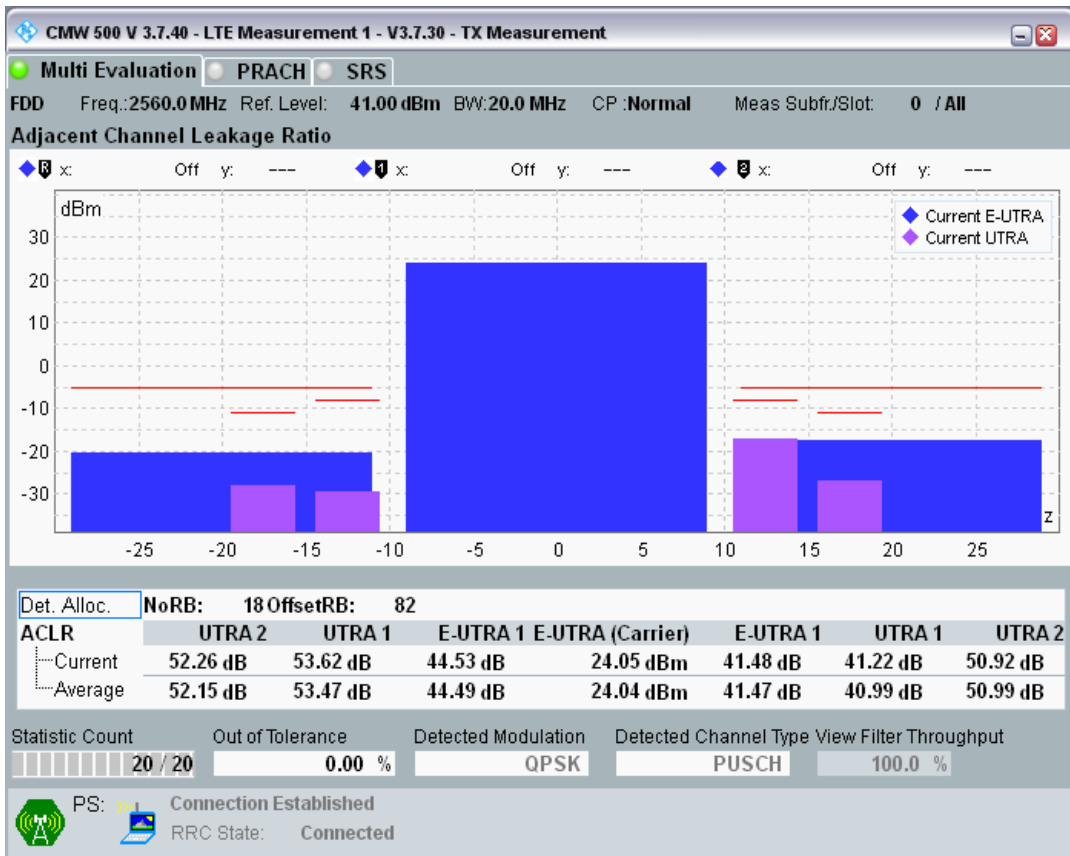 CMW 500 V 3.7.40 - LTE Measurement 1 - V3.7.30 - TX Measurement
Multi Evaluation PRACH SRS
FDD Freq.:2560.0 MHz Ref. Level: 41.00 dBm BW:20.0 MHz CP :Normal Meas Subfr./Slot: 0 / All
Adjacent Channel Leakage Ratio
R x: Off y: --- 1 x: Off y: --- 2 x: Off y: ---
dBm
Current E-UTRA
Current UTRA
30
20
10
0
-10
-20
-30
z
-25 -20 -15 -10 -5 0 5 10 15 20 25
Det. Alloc. NoRB: 18 OffsetRB: 82
ACLR UTRA 2 UTRA 1 E-UTRA 1 E-UTRA (Carrier) E-UTRA 1 UTRA 1 UTRA 2
Current 52.26 dB 53.62 dB 44.53 dB 24.05 dBm 41.48 dB 41.22 dB 50.92 dB
Average 52.15 dB 53.47 dB 44.49 dB 24.04 dBm 41.47 dB 40.99 dB 50.99 dB
Statistic Count Out of Tolerance Detected Modulation Detected Channel Type View Filter Throughput
20 / 20 0.00 % QPSK PUSCH 100.0 %
PS: Connection Established
RRC State: Connected